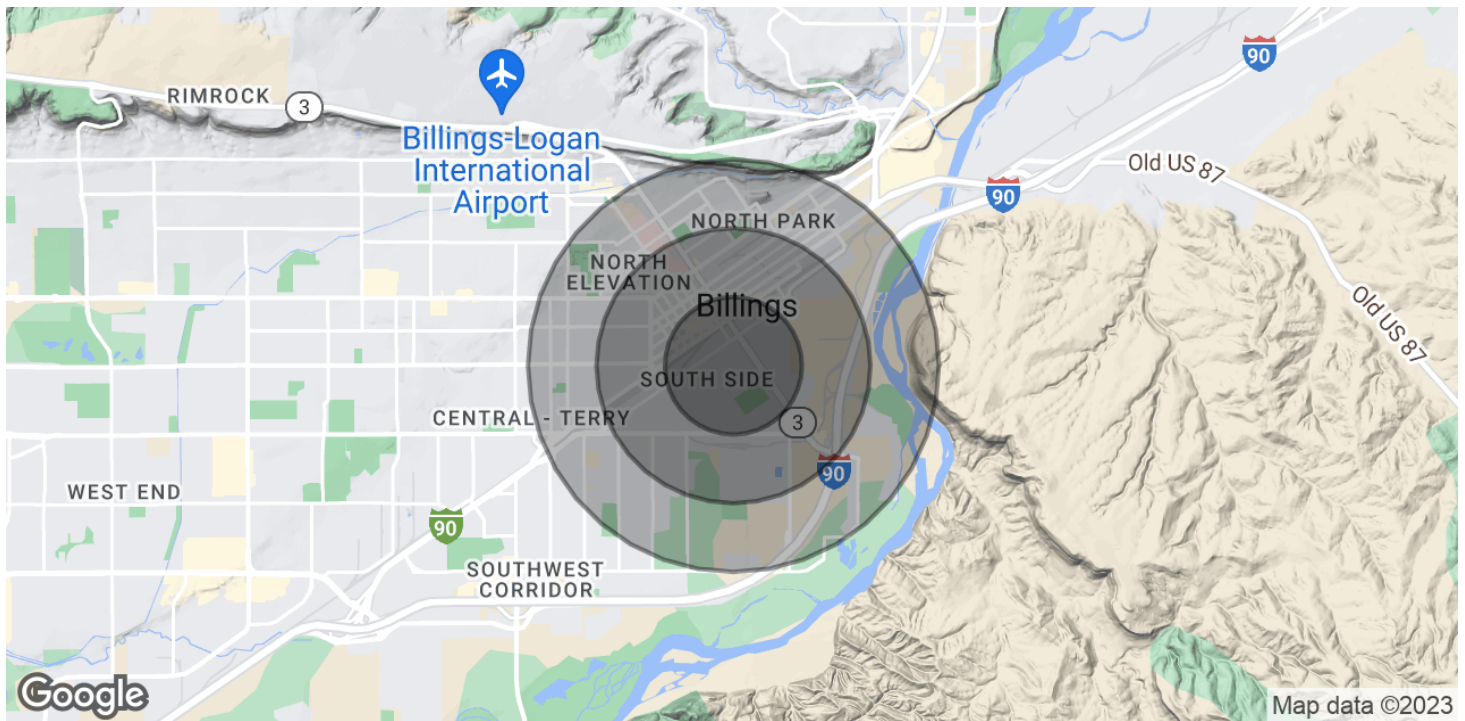 90
RIMROCK
3
Billings-Logan
International
Airport
Old US 87
90
NORTH PARK
NORTH
ELEVATION
Billings
Old US 87
SOUTH SIDE
CENTRAL - TERRY
3
90
WEST END
90
SOUTHWEST
CORRIDOR
Google
Map data ©2023